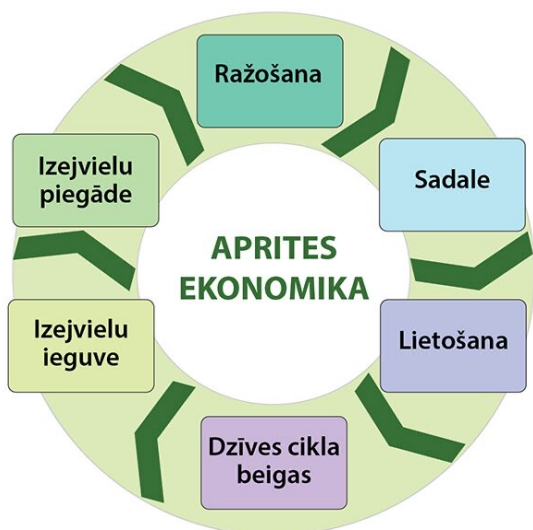 Ražošana
Sadale
Lietošana
Dzīves cikla
beigas
Izejvielu
ieguve
Izejvielu
piegāde
APRITES
EKONOMIKA